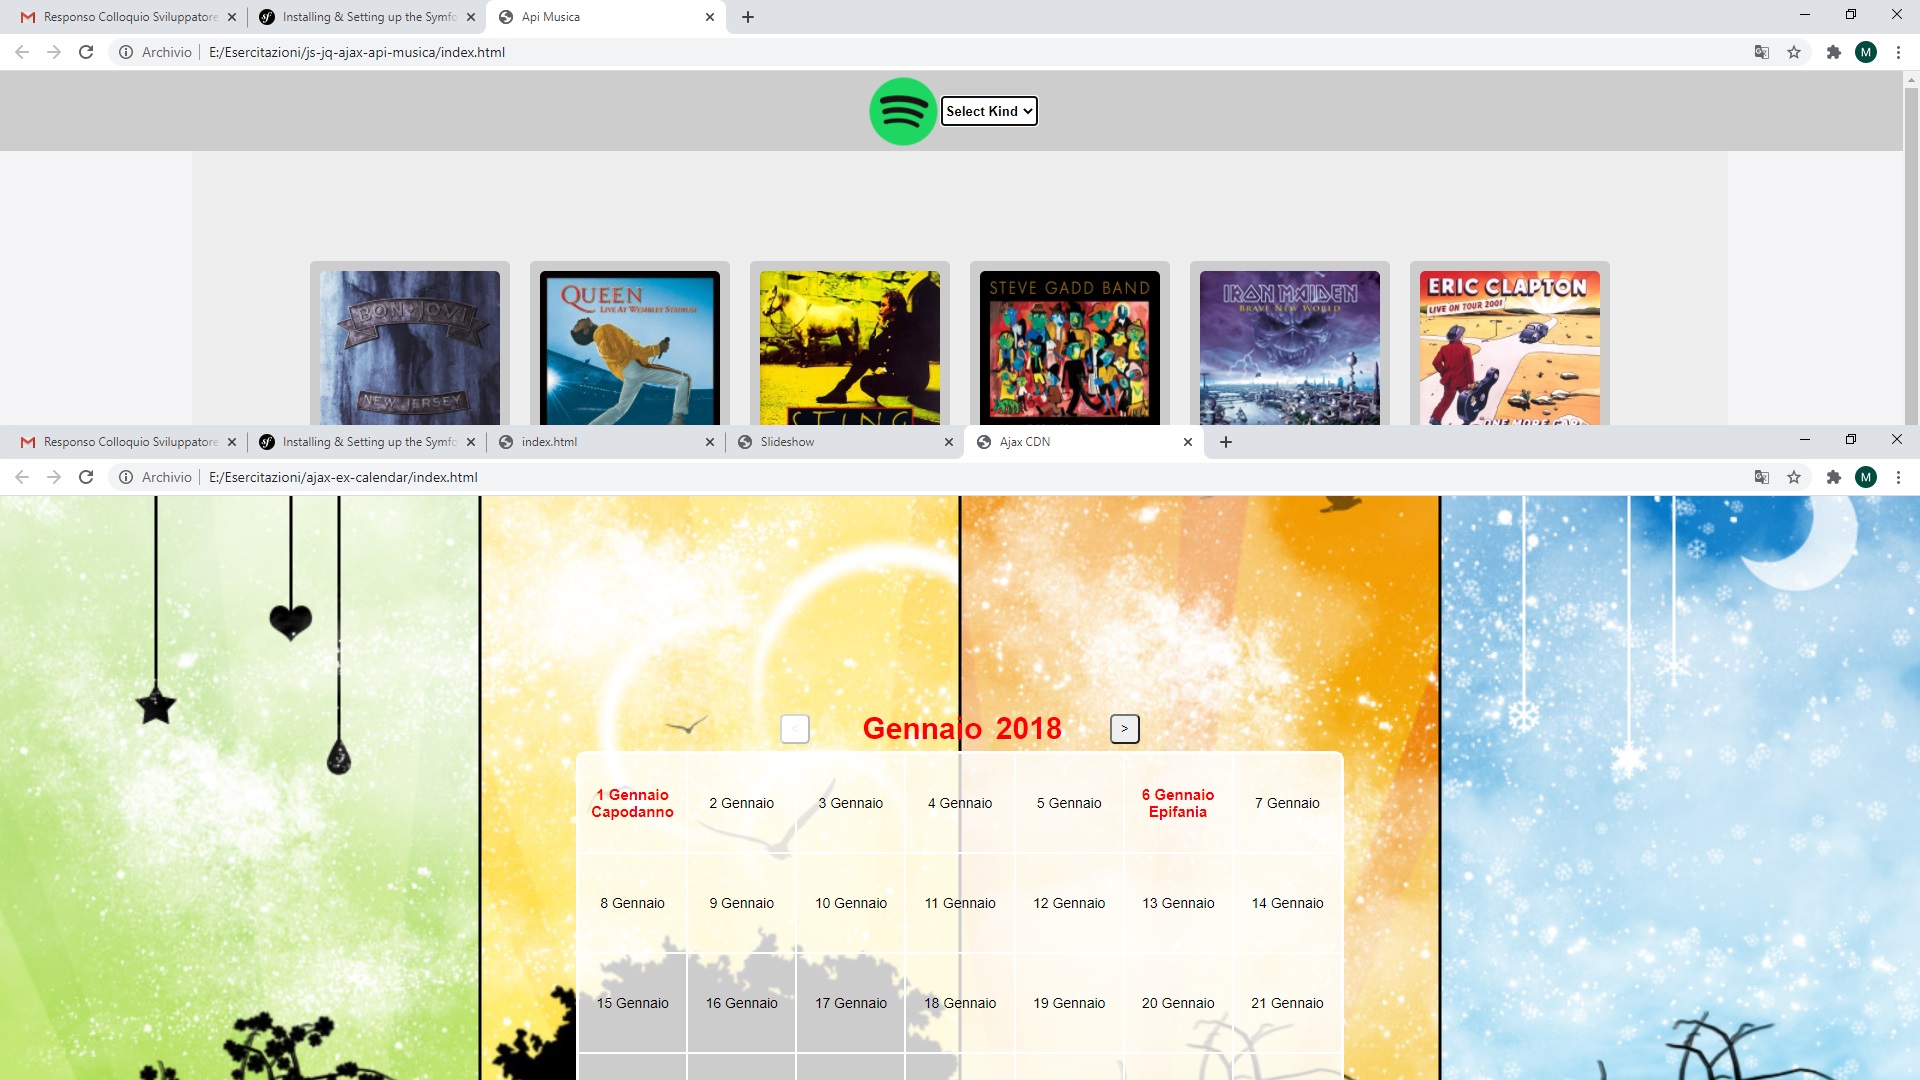 Responso Colloquio Sviluppatore
Installing & Setting up the Symfo
Api Musica
Archivio
E:/Esercitazioni/js-jq-ajax-api-musica/index.html
M
Select Kind
BON JOVI
NEW JERSEY
QUEEN
LIVE AT WEMBLEY STADIUM
STING
STEVE GADD BAND
IRON MAIDEN
BRAVE NEW WORLD
ERIC CLAPTON
LIVE ON TOUR 2001
ONE MORE CAR
Responso Colloquio Sviluppatore
Installing & Setting up the Symfo
index.html
Slideshow
Ajax CDN
Archivio
E:/Esercitazioni/ajax-ex-calendar/index.html
M
<
Gennaio 2018
>
1 Gennaio
Capodanno
2 Gennaio
3 Gennaio
4 Gennaio
5 Gennaio
6 Gennaio
Epifania
7 Gennaio
8 Gennaio
9 Gennaio
10 Gennaio
11 Gennaio
12 Gennaio
13 Gennaio
14 Gennaio
15 Gennaio
16 Gennaio
17 Gennaio
18 Gennaio
19 Gennaio
20 Gennaio
21 Gennaio